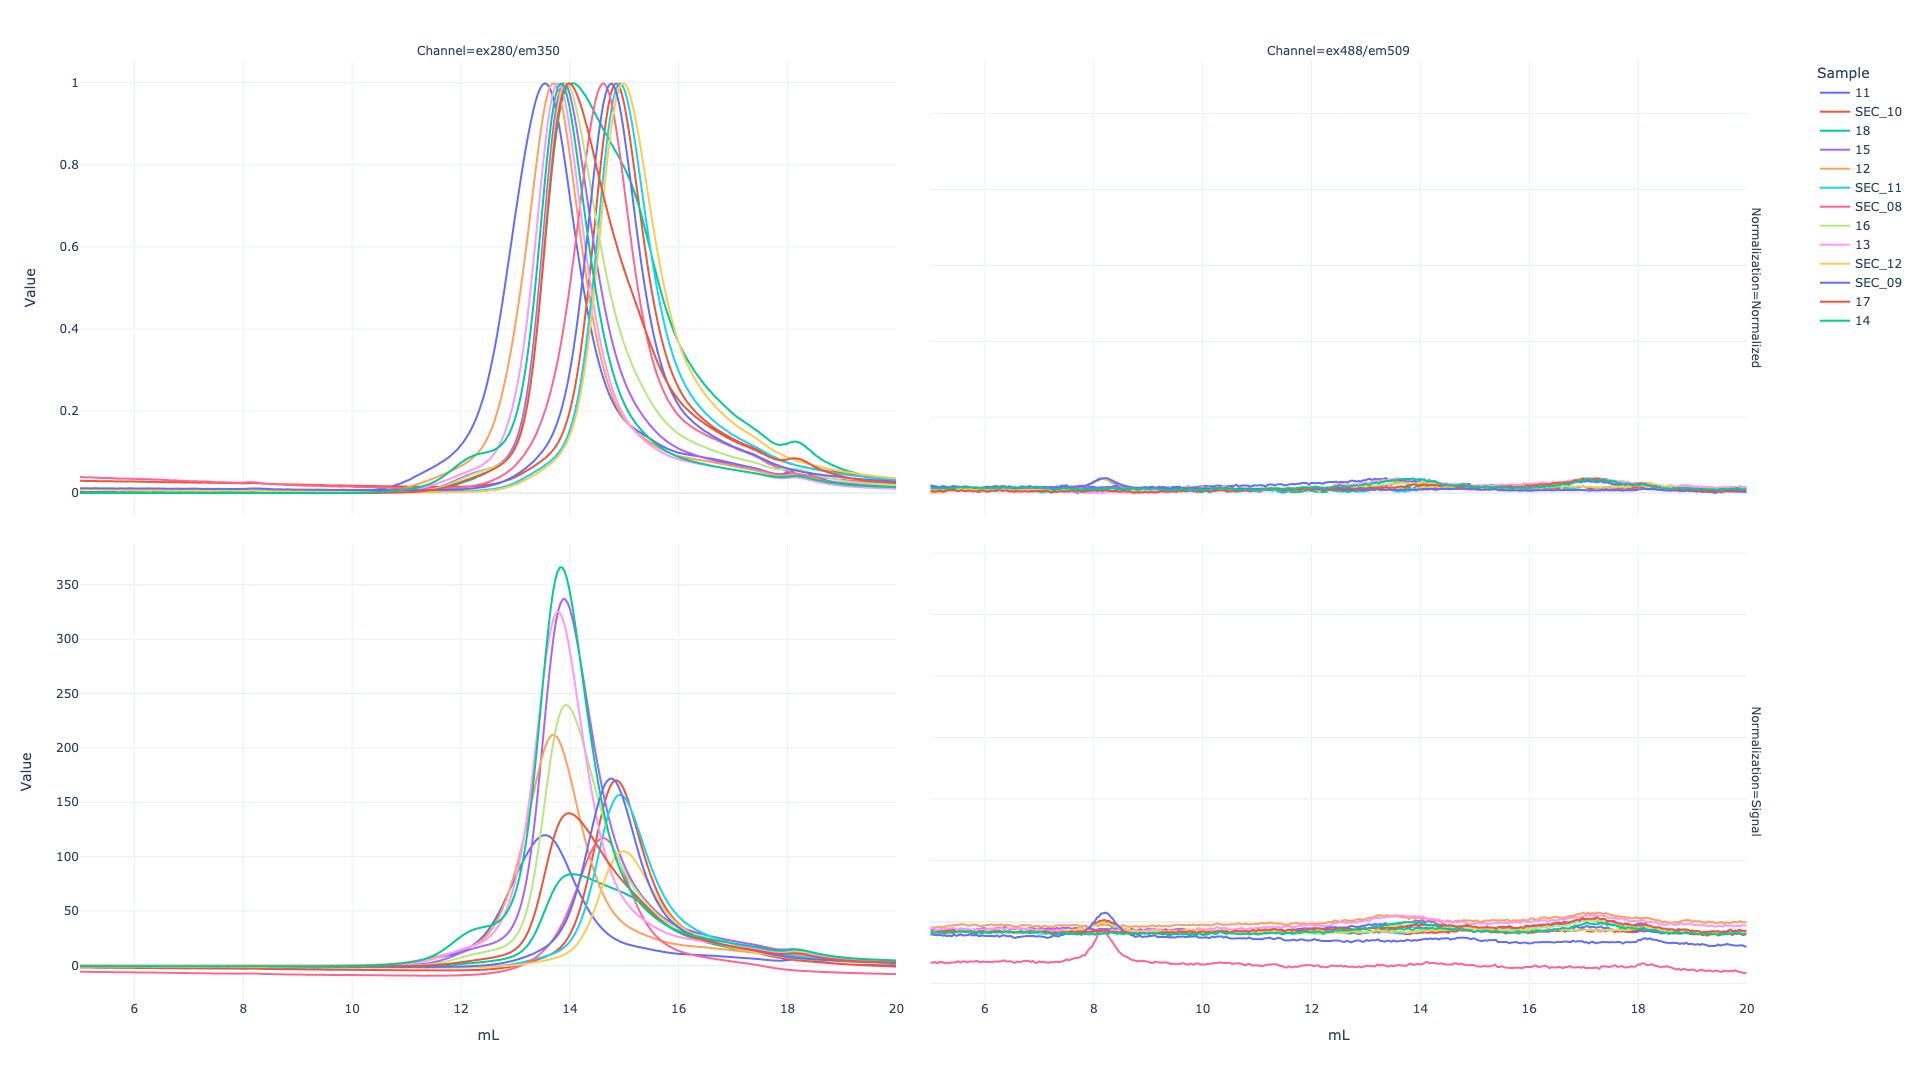 Channel=ex280/em350
Channel=ex488/em509
Sample
11
SEC_10
18
15
12
SEC_11
SEC_08
16
13
SEC_12
SEC_09
17
14
1
0.8
0.6
0.4
0.2
0
Value
Normalization=Normalized
350
300
250
200
150
100
50
0
Value
Normalization=Signal
6 8 10 12 14 16 18 20
6 8 10 12 14 16 18 20
mL
mL